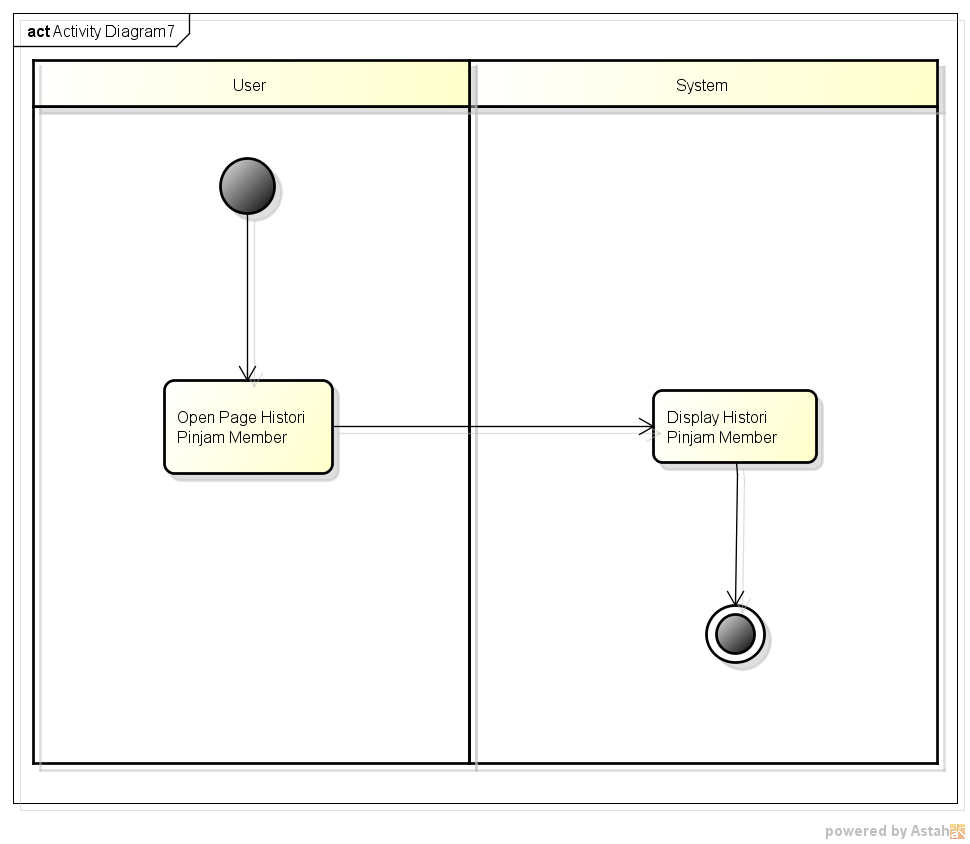 act Activity Diagram7
User
System
Open Page Histori
Pinjam Member
Display Histori
Pinjam Member
powered by Astah